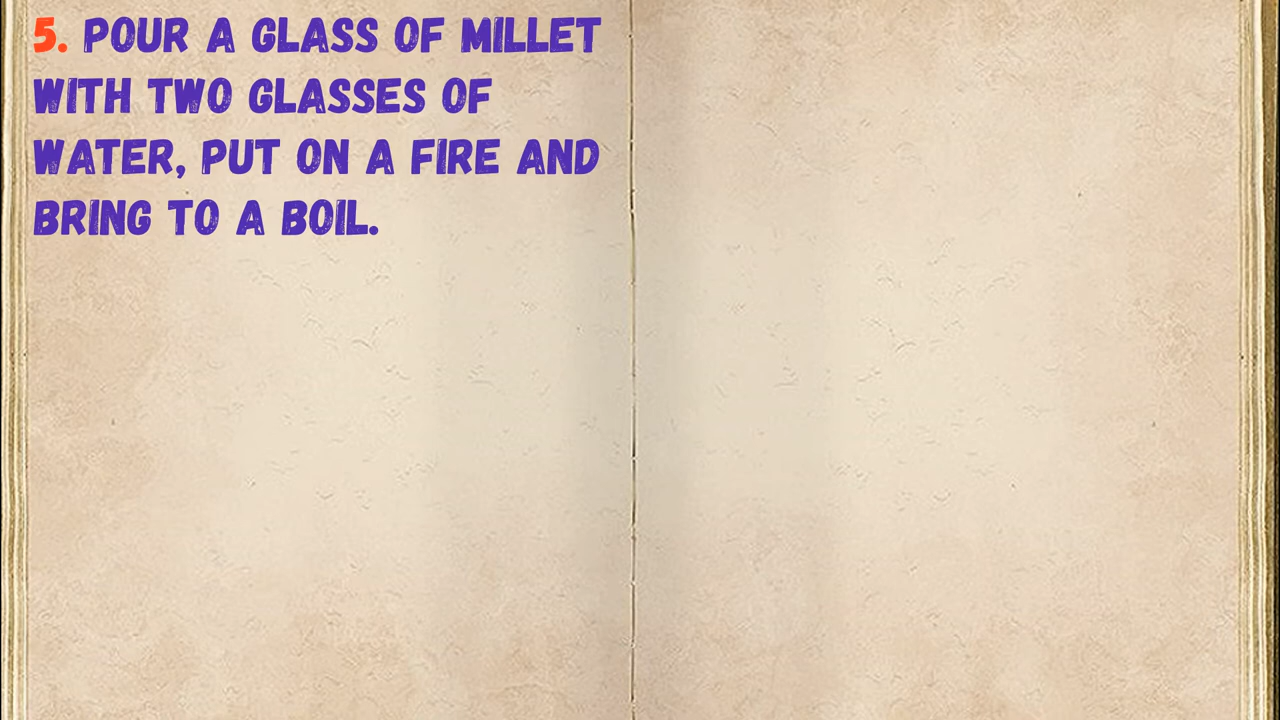 5. POUR A GLASS OF MILLET
WITH TWO GLASSES OF
WATER, PUT ON A FIRE AND
BRING TO A BOIL.